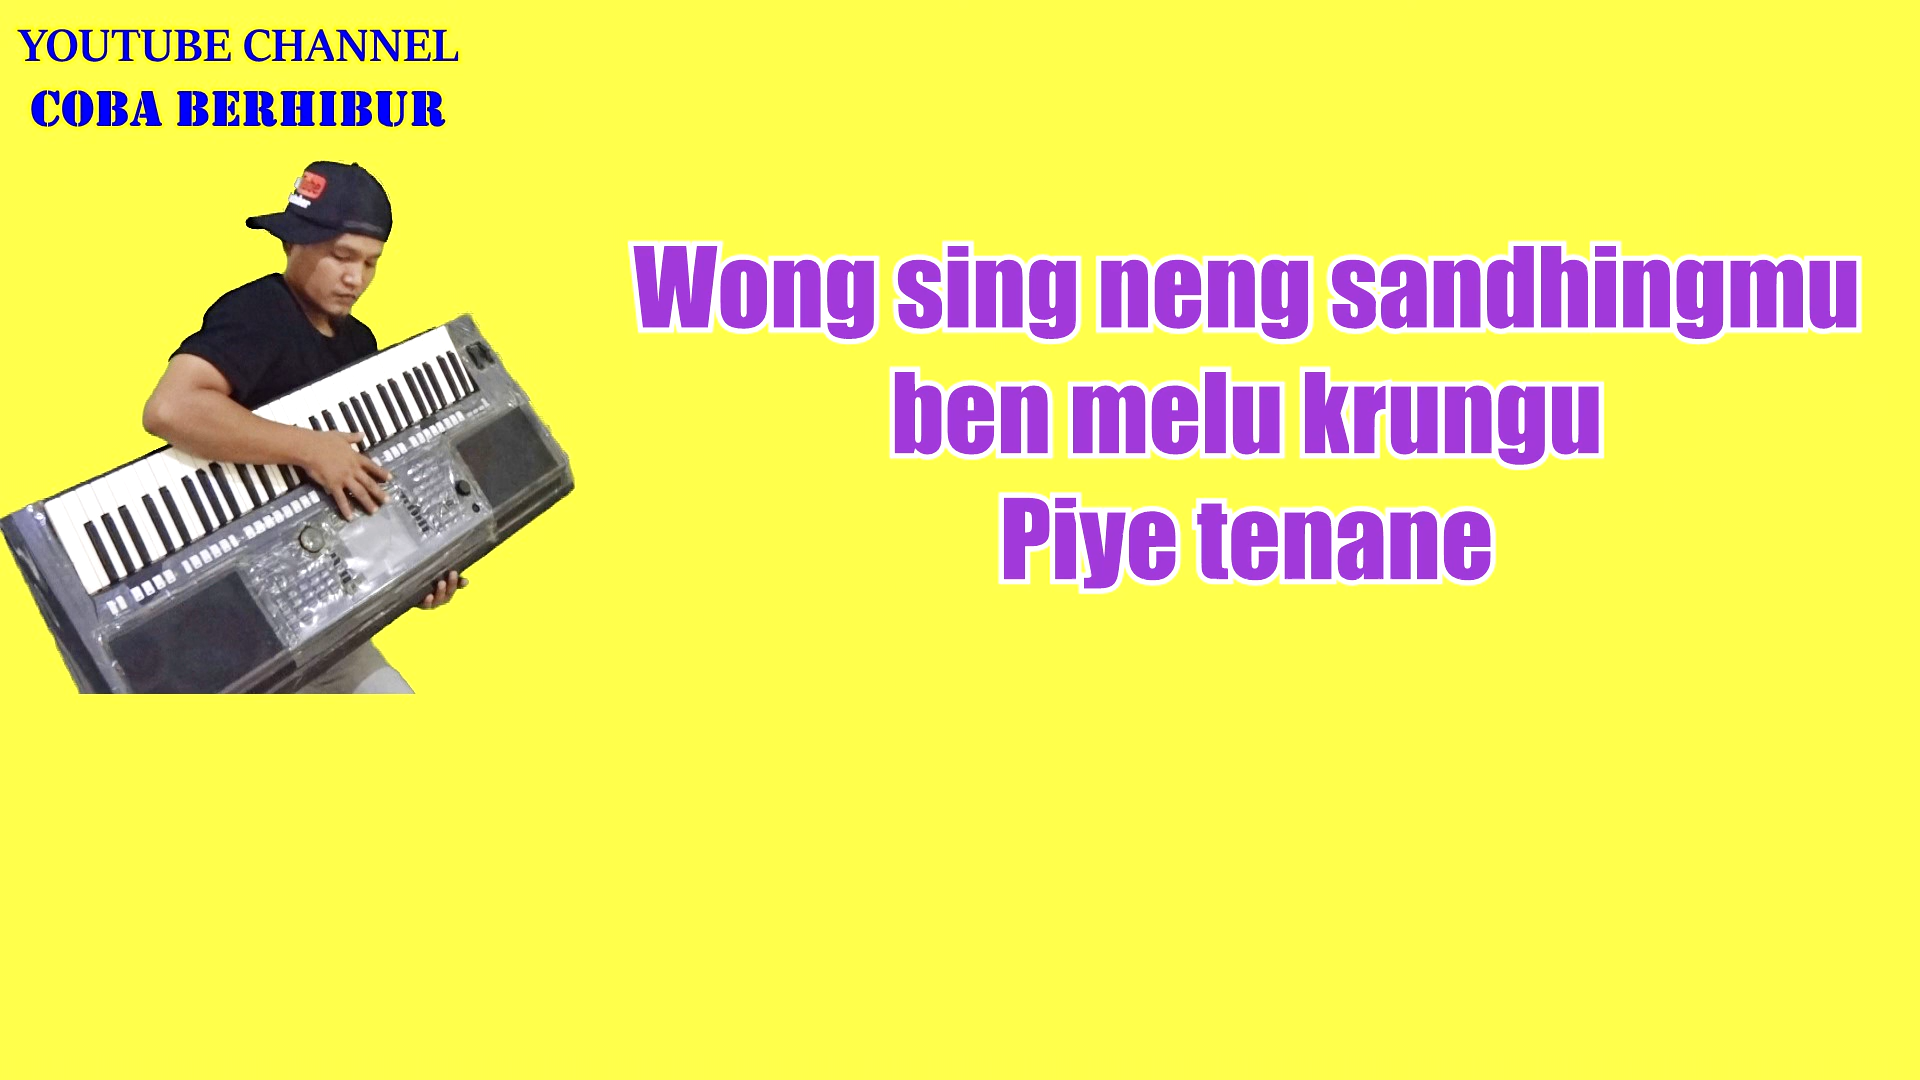 YOUTUBE CHANNEL
COBA BERHIBUR
Wong sing neng sandhingmu
ben melu krungu
Piye tenane